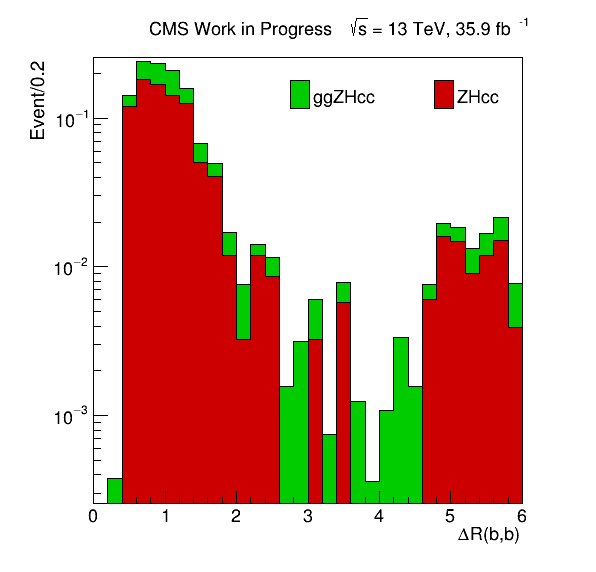 CMS Work in Progress √s = 13 TeV, 35.9 fb⁻¹
Event/0.2
ggZHcc ZHcc
10⁻¹
10⁻²
10⁻³
0 1 2 3 4 5 6
ΔR(b,b)